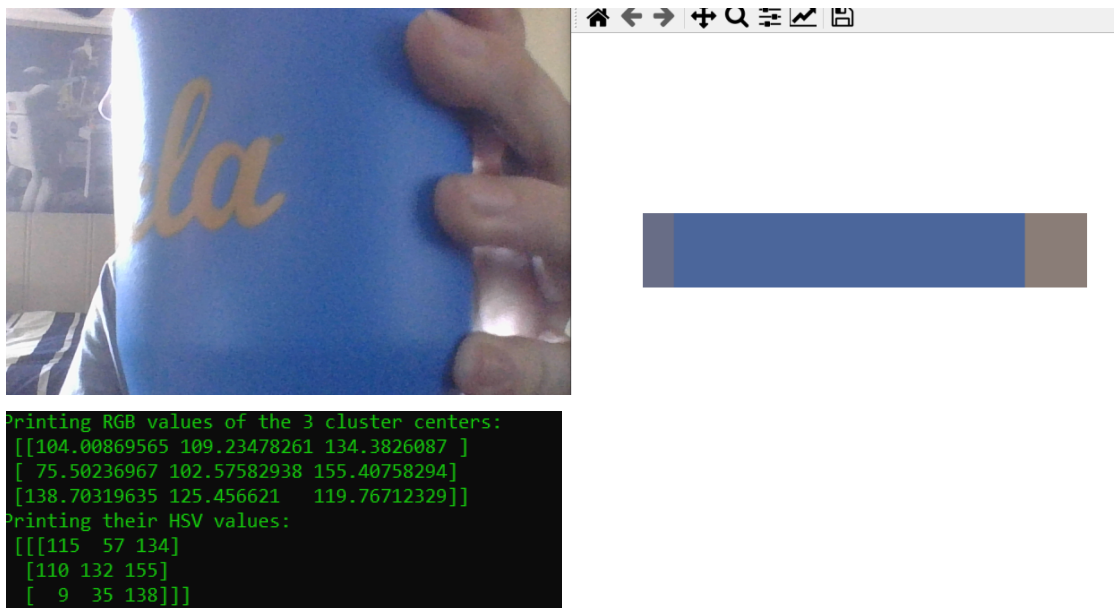 la
Printing RGB values of the 3 cluster centers:
[[104.00869565 109.23478261 134.3826087 ]
[ 75.50236967 102.57582938 155.40758294]
[138.70319635 125.456621   119.76712329]]
Printing their HSV values:
[[[115  57 134]
[110 132 155]
[  9  35 138]]]